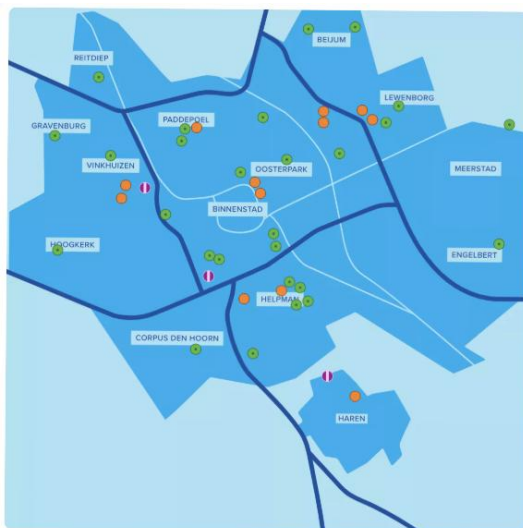 BEIJUM
REITDIEP
LEWENBORG
PADDEPOEL
GRAVENBURG
VINKHUIZEN
OOSTERPARK
MEERSTAD
BINNENSTAD
HOOGKERK
ENGELBERT
HELPMAN
CORPUS DEN HOORN
HAREN